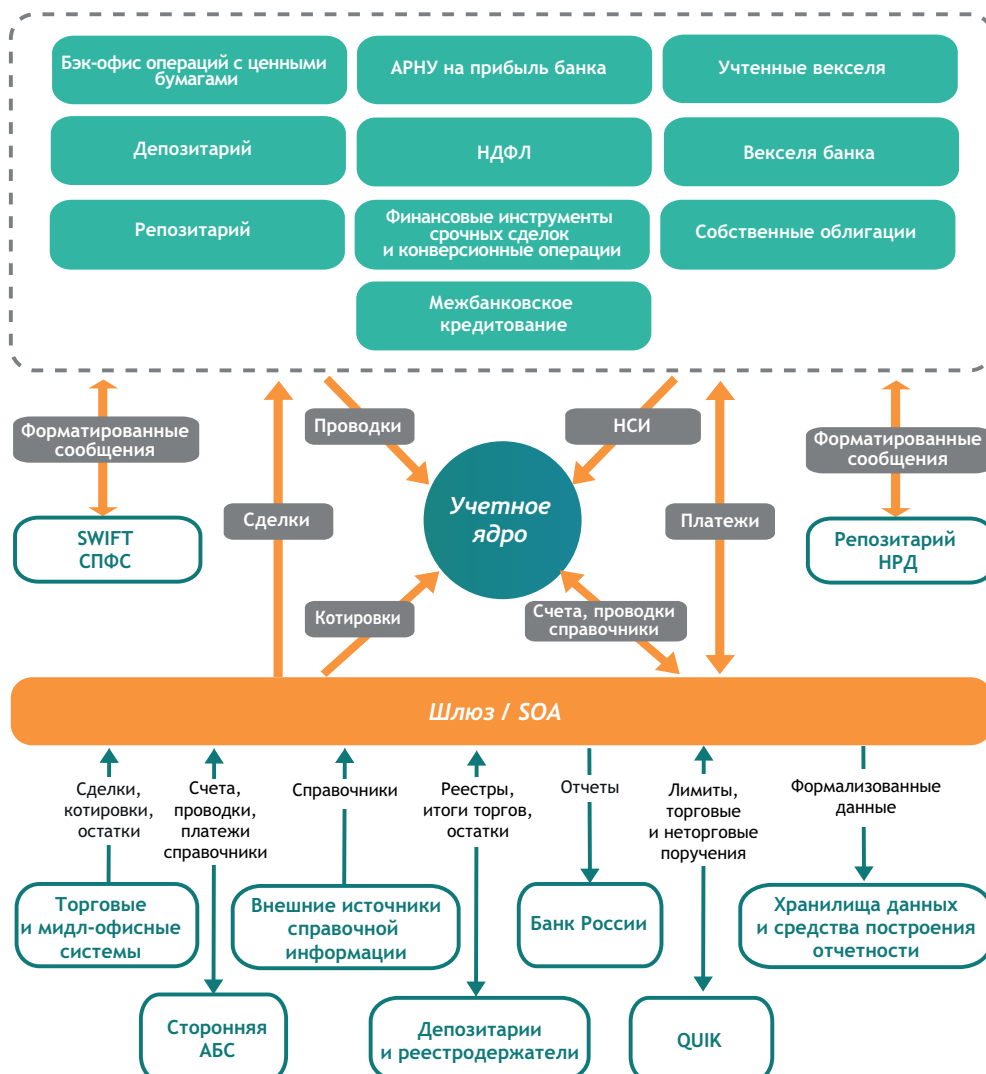 Бэк-офис операций с ценными
бумагами
АРНУ на прибыль банка
Учтенные векселя
Депозитарий
НДФЛ
Векселя банка
Репозитарий
Финансовые инструменты
срочных сделок
и конверсионные операции
Собственные облигации
Межбанковское
кредитование
Форматированные
сообщения
Проводки
НСИ
Форматированные
сообщения
Сделки
Учетное
ядро
Платежи
SWIFT
СПФС
Репозитарий
НРД
Котировки
Счета, проводки
справочники
Шлюз / SOA
Сделки,
котировки,
остатки
Счета,
проводки,
платежи
справочники
Справочники
Реестры,
итоги торгов,
остатки
Отчеты
Лимиты,
торговые
и неторговые
поручения
Формализованные
данные
Торговые
и мидл-офисные
системы
Внешние источники
справочной
информации
Банк России
Хранилища данных
и средства построения
отчетности
Сторонняя
АБС
Депозитарии
и реестродержатели
QUIK